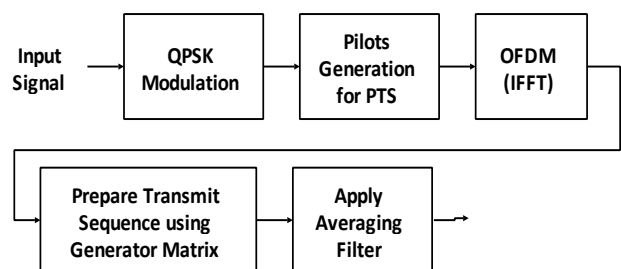 Input
Signal
QPSK
Modulation
Pilots
Generation
for PTS
OFDM
(IFFT)
Prepare Transmit
Sequence using
Generator Matrix
Apply
Averaging
Filter